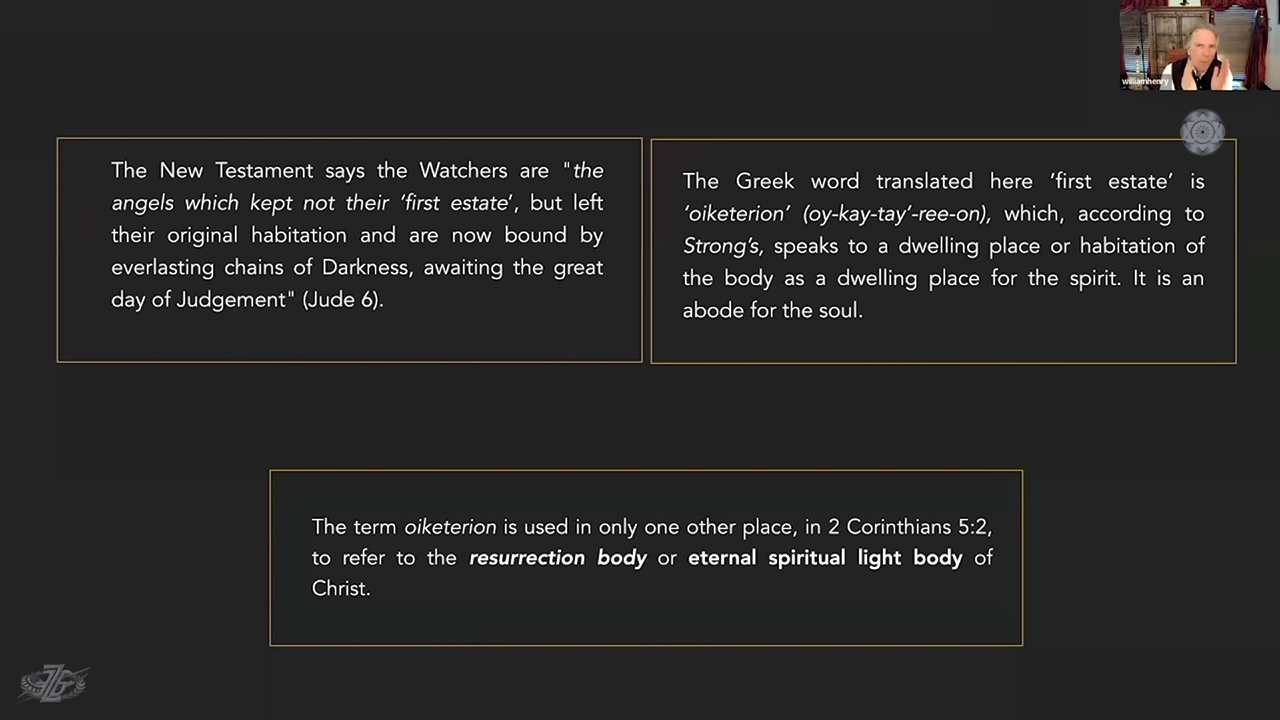 williamhenry
The New Testament says the Watchers are "the
angels which kept not their ‘first estate’, but left
their original habitation and are now bound by
everlasting chains of Darkness, awaiting the great
day of Judgement" (Jude 6).
The Greek word translated here ‘first estate’ is
‘oiketerion’ (oy-kay-tay’-ree-on), which, according to
Strong’s, speaks to a dwelling place or habitation of
the body as a dwelling place for the spirit. It is an
abode for the soul.
The term oiketerion is used in only one other place, in 2 Corinthians 5:2,
to refer to the resurrection body or eternal spiritual light body of
Christ.